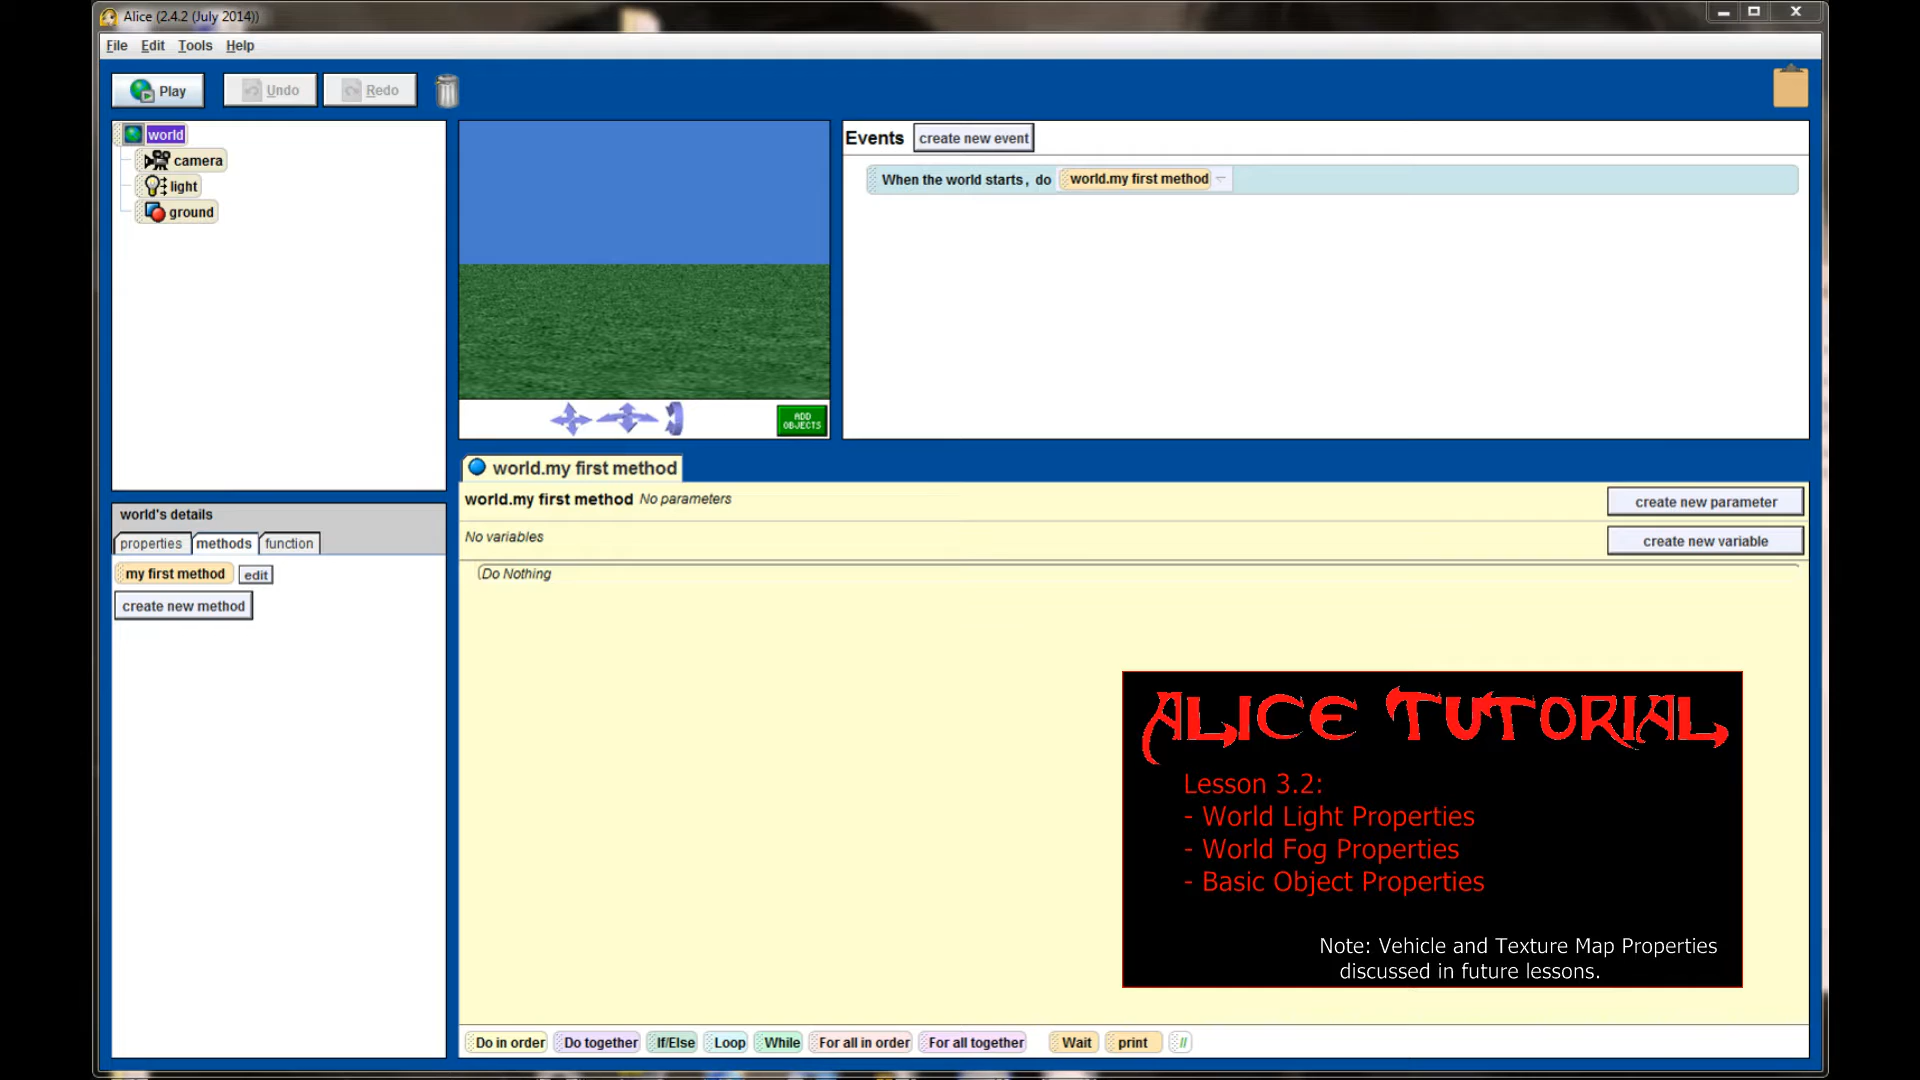 Alice (2.4.2 (July 2014))
File Edit Tools Help
Play Undo Redo
world
camera
light
ground
Events create new event
When the world starts, do world.my first method
ADD
OBJECTS
world.my first method
world.my first method No parameters create new parameter
No variables create new variable
Do Nothing
world's details
properties methods function
my first method edit
create new method
ALICE TUTORIAL
Lesson 3.2:
- World Light Properties
- World Fog Properties
- Basic Object Properties
Note: Vehicle and Texture Map Properties
discussed in future lessons.
Do in order Do together If/Else Loop While For all in order For all together Wait print //